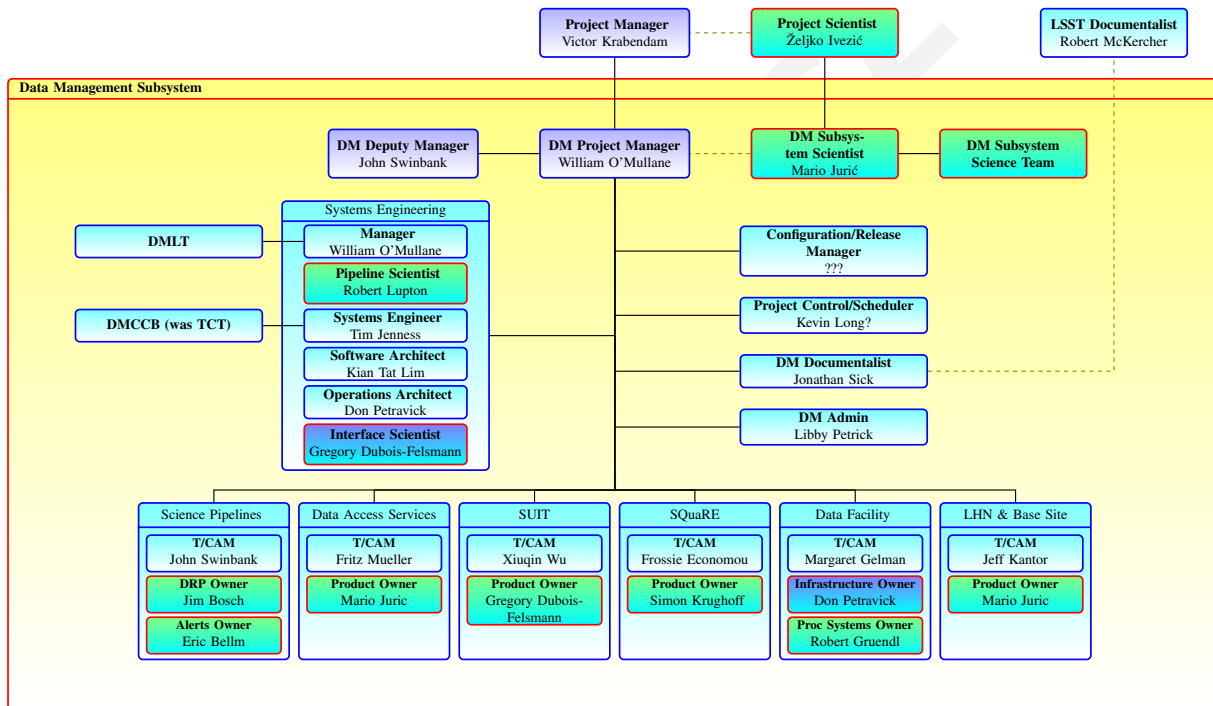 Project Manager
Victor Krabendam
Project Scientist
Željko Ivezić
LSST Documentalist
Robert McKercher
Data Management Subsystem
DM Deputy Manager
John Swinbank
DM Project Manager
William O'Mullane
DM Subsys-
tem Scientist
Mario Jurić
DM Subsystem
Science Team
Systems Engineering
DMLT
Manager
William O'Mullane
Pipeline Scientist
Robert Lupton
DMCCB (was TCT)
Systems Engineer
Tim Jenness
Software Architect
Kian Tat Lim
Operations Architect
Don Petravick
Interface Scientist
Gregory Dubois-Felsmann
Configuration/Release
Manager
???
Project Control/Scheduler
Kevin Long?
DM Documentalist
Jonathan Sick
DM Admin
Libby Petrick
Science Pipelines
T/CAM
John Swinbank
DRP Owner
Jim Bosch
Alerts Owner
Eric Bellm
Data Access Services
T/CAM
Fritz Mueller
Product Owner
Mario Juric
SUIT
T/CAM
Xiuqin Wu
Product Owner
Gregory Dubois-
Felsmann
SQuaRE
T/CAM
Frossie Economou
Product Owner
Simon Krughoff
Data Facility
T/CAM
Margaret Gelman
Infrastructure Owner
Don Petravick
Proc Systems Owner
Robert Gruendl
LHN & Base Site
T/CAM
Jeff Kantor
Product Owner
Mario Juric